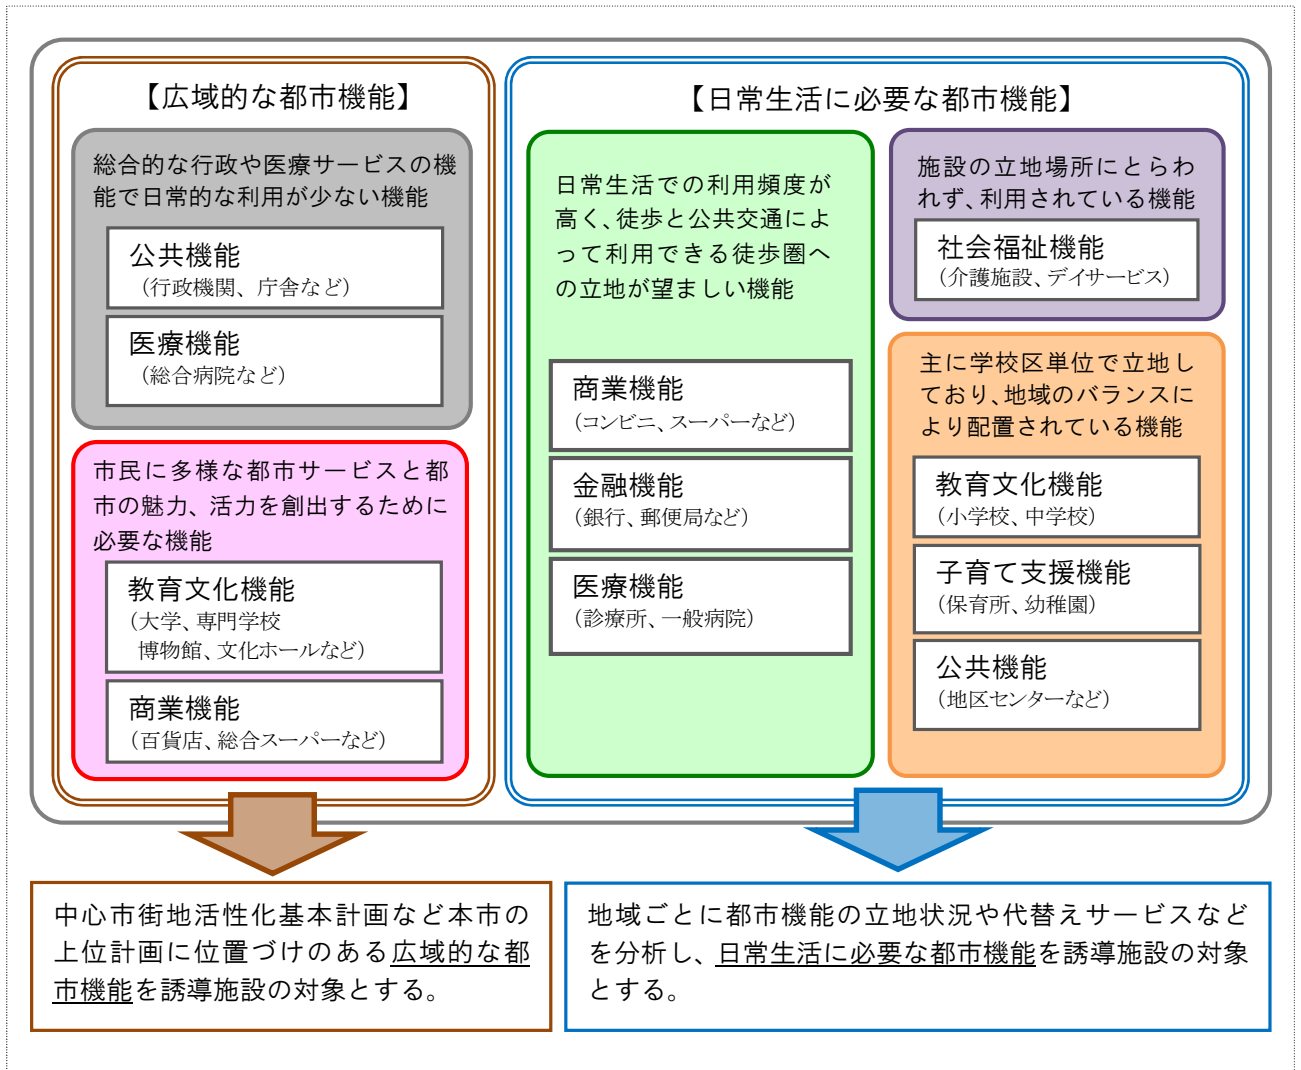 【広域的な都市機能】
総合的な行政や医療サービスの機
能で日常的な利用が少ない機能
公共機能
（行政機関、庁舎など）
医療機能
（総合病院など）
市民に多様な都市サービスと都
市の魅力、活力を創出するために
必要な機能
教育文化機能
（大学、専門学校
博物館、文化ホールなど）
商業機能
（百貨店、総合スーパーなど）
【日常生活に必要な都市機能】
日常生活での利用頻度が
高く、徒歩と公共交通によ
って利用できる徒歩圏へ
の立地が望ましい機能
商業機能
（コンビニ、スーパーなど）
金融機能
（銀行、郵便局など）
医療機能
（診療所、一般病院）
施設の立地場所にとらわ
れず、利用されている機能
社会福祉機能
（介護施設、デイサービス）
主に学校区単位で立地し
ており、地域のバランスに
より配置されている機能
教育文化機能
（小学校、中学校）
子育て支援機能
（保育所、幼稚園）
公共機能
（地区センターなど）
中心市街地活性化基本計画など本市の
上位計画に位置づけのある広域的な都
市機能を誘導施設の対象とする。
地域ごとに都市機能の立地状況や代替えサービスなど
を分析し、日常生活に必要な都市機能を誘導施設の対象
とする。